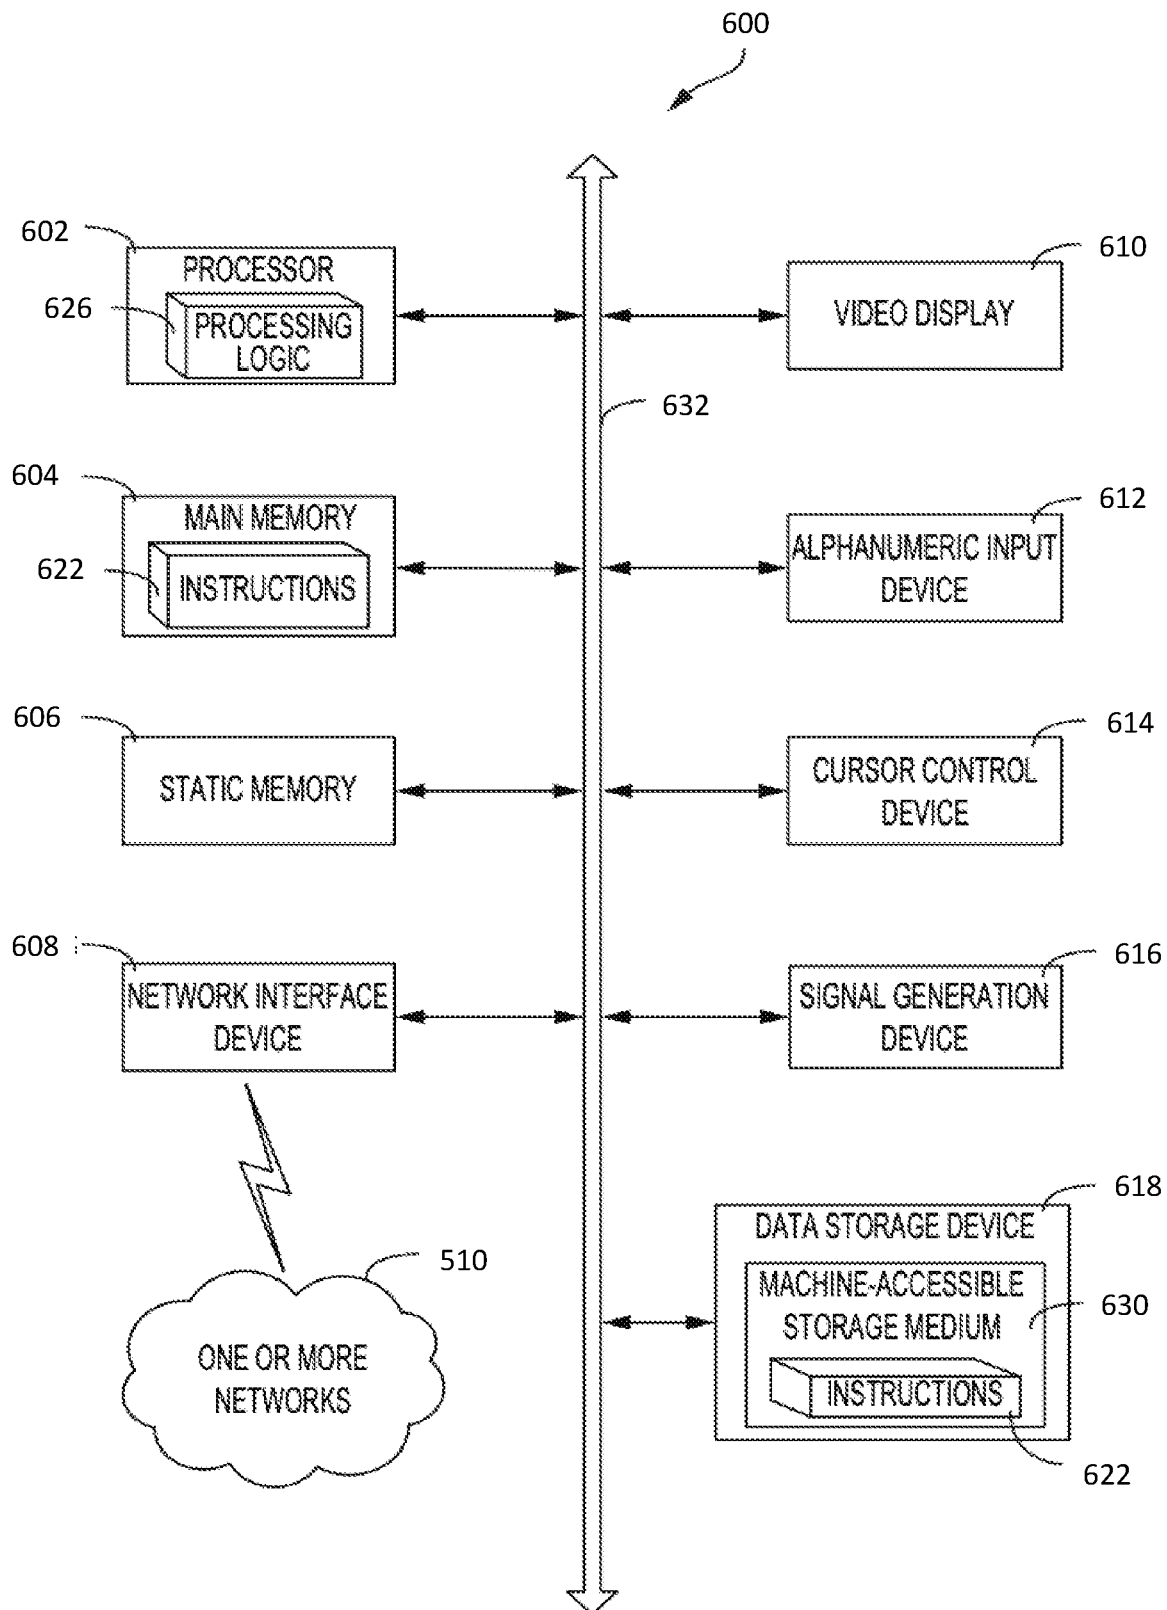 600
602
PROCESSOR
626
PROCESSING
LOGIC
610
VIDEO DISPLAY
632
604
MAIN MEMORY
622
INSTRUCTIONS
612
ALPHANUMERIC INPUT
DEVICE
606
STATIC MEMORY
614
CURSOR CONTROL
DEVICE
608
NETWORK INTERFACE
DEVICE
616
SIGNAL GENERATION
DEVICE
510
ONE OR MORE
NETWORKS
618
DATA STORAGE DEVICE
MACHINE-ACCESSIBLE
STORAGE MEDIUM
630
INSTRUCTIONS
622